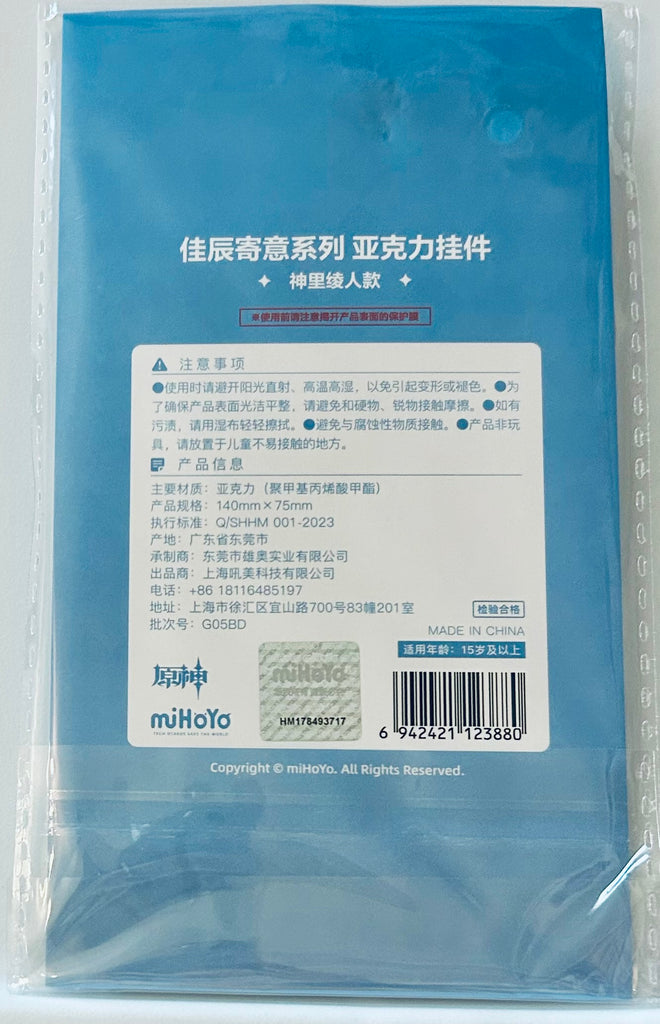 佳辰寄意系列 亚克力挂件
神里绫人款
※使用前请注意揭开产品表面的保护膜
注意事项
●使用时请避开阳光直射、高温高湿，以免引起变形或褪色。●为
了确保产品表面光洁平整，请避免和硬物、锐物接触摩擦。●如有
污渍，请用湿布轻轻擦拭。●避免与腐蚀性物质接触。●产品非玩
具，请放置于儿童不易接触的地方。
产品信息
主要材质：亚克力（聚甲基丙烯酸甲酯）
产品规格：140mm×75mm
执行标准：Q/SHHM 001-2023
产地：广东省东莞市
承制商：东莞市雄奥实业有限公司
出品商：上海吼美科技有限公司
电话：+86 18116485197
地址：上海市徐汇区宜山路700号83幢201室
批次号：G05BD
检验合格
MADE IN CHINA
适用年龄：15岁及以上
原神
miHoYo
TECH OTAKUS SAVE THE WORLD
miHoYo
HM178493717
6 942421 123880
Copyright © miHoYo. All Rights Reserved.